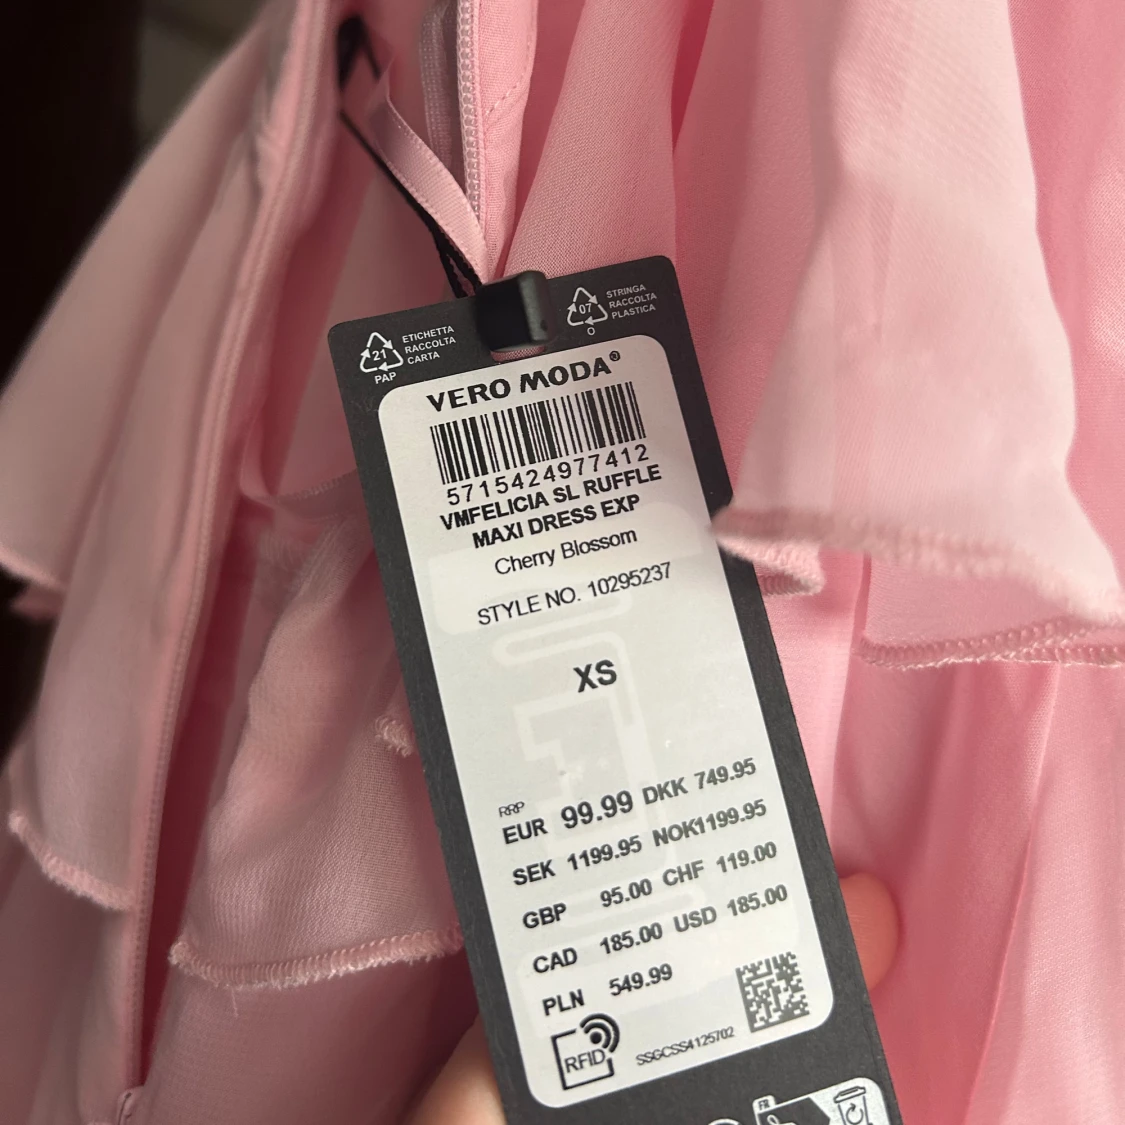 21
PAP
ETICHETTA
RACCOLTA
CARTA
07
O
STRINGA
RACCOLTA
PLASTICA
VERO MODA®
5715424977412
VMFELICIA SL RUFFLE
MAXI DRESS EXP
Cherry Blossom
STYLE NO. 10295237
XS
RRP
EUR 99.99 DKK 749.95
SEK 1199.95 NOK1199.95
GBP 95.00 CHF 119.00
CAD 185.00 USD 185.00
PLN 549.99
RFID
SSGCSS4125702
FR